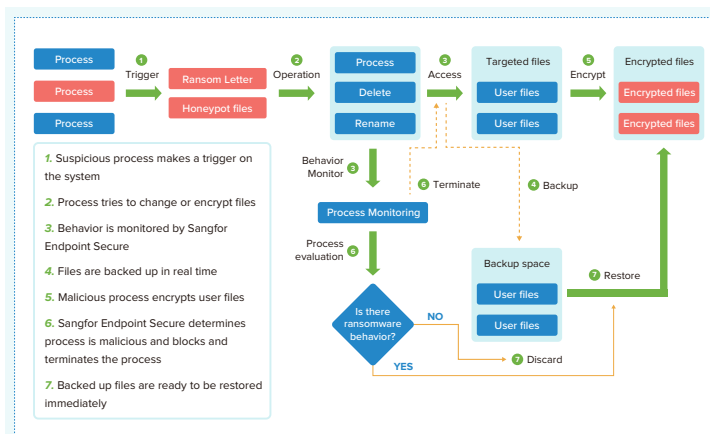 Process
Process
Process
1
Trigger
Ransom Letter
Honeypot files
2
Operation
Process
Delete
Rename
3
Access
Targeted files
User files
User files
5
Encrypt
Encrypted files
Encrypted files
Encrypted files
1. Suspicious process makes a trigger on
the system
2. Process tries to change or encrypt files
3. Behavior is monitored by Sangfor
Endpoint Secure
4. Files are backed up in real time
5. Malicious process encrypts user files
6. Sangfor Endpoint Secure determines
process is malicious and blocks and
terminates the process
7. Backed up files are ready to be restored
immediately
Behavior
Monitor 3
6 Terminate
4 Backup
Process Monitoring
Process
evaluation 6
Backup space
User files
User files
7 Restore
Is there
ransomware
behavior?
NO
YES
7 Discard